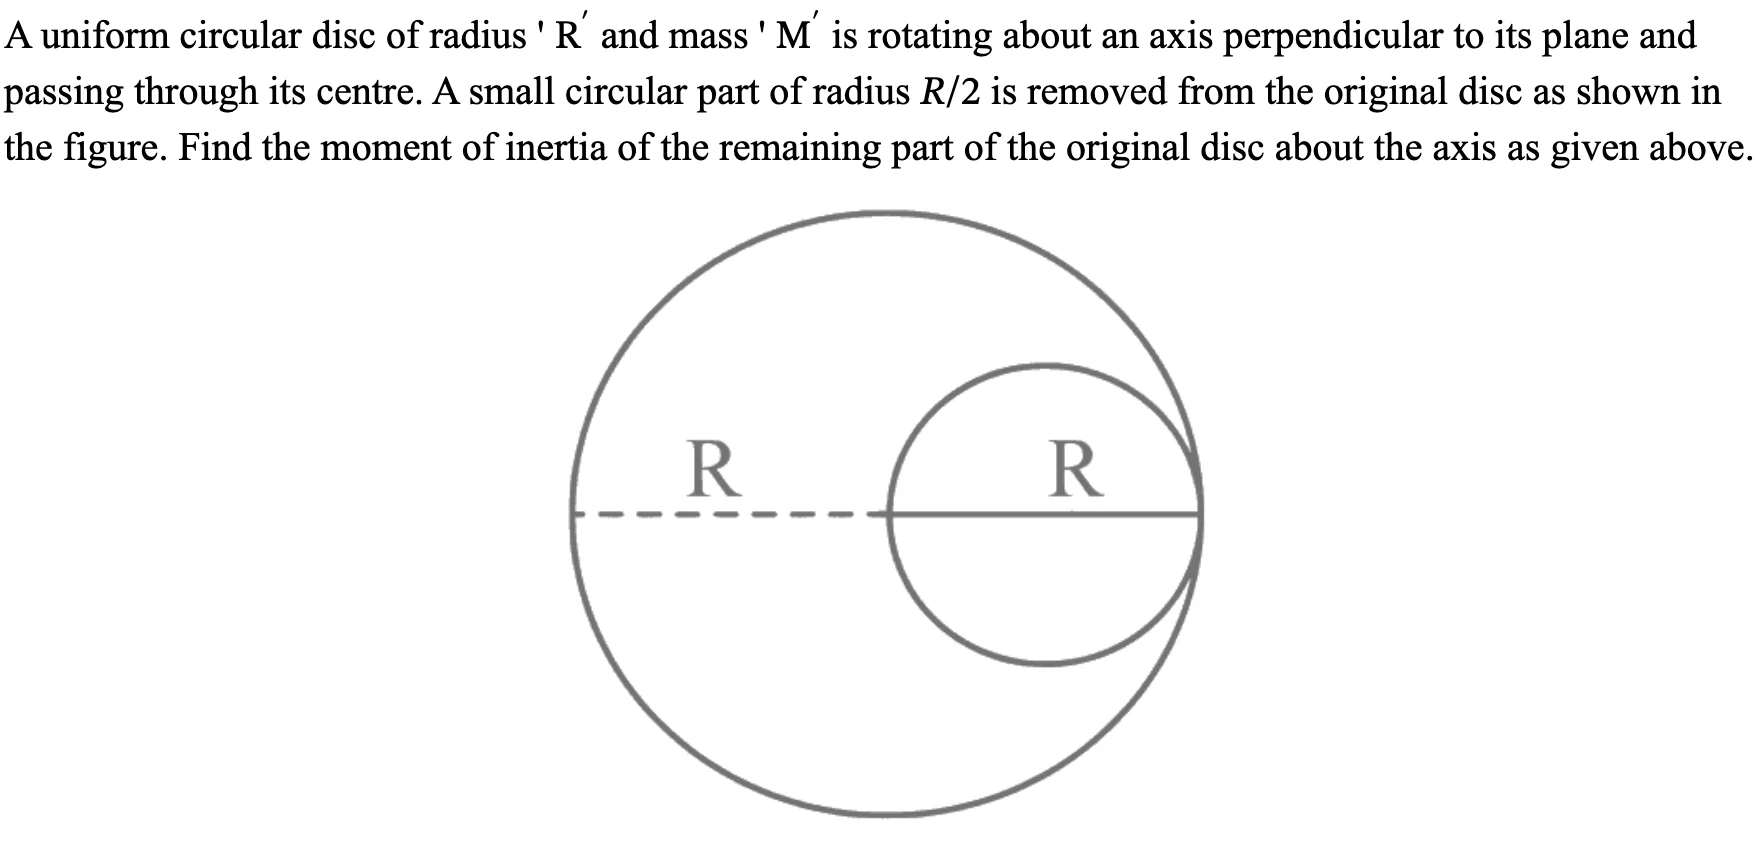 A uniform circular disc of radius ' R′ and mass ' M′ is rotating about an axis perpendicular to its plane and
passing through its centre. A small circular part of radius R/2 is removed from the original disc as shown in
the figure. Find the moment of inertia of the remaining part of the original disc about the axis as given above.
R R